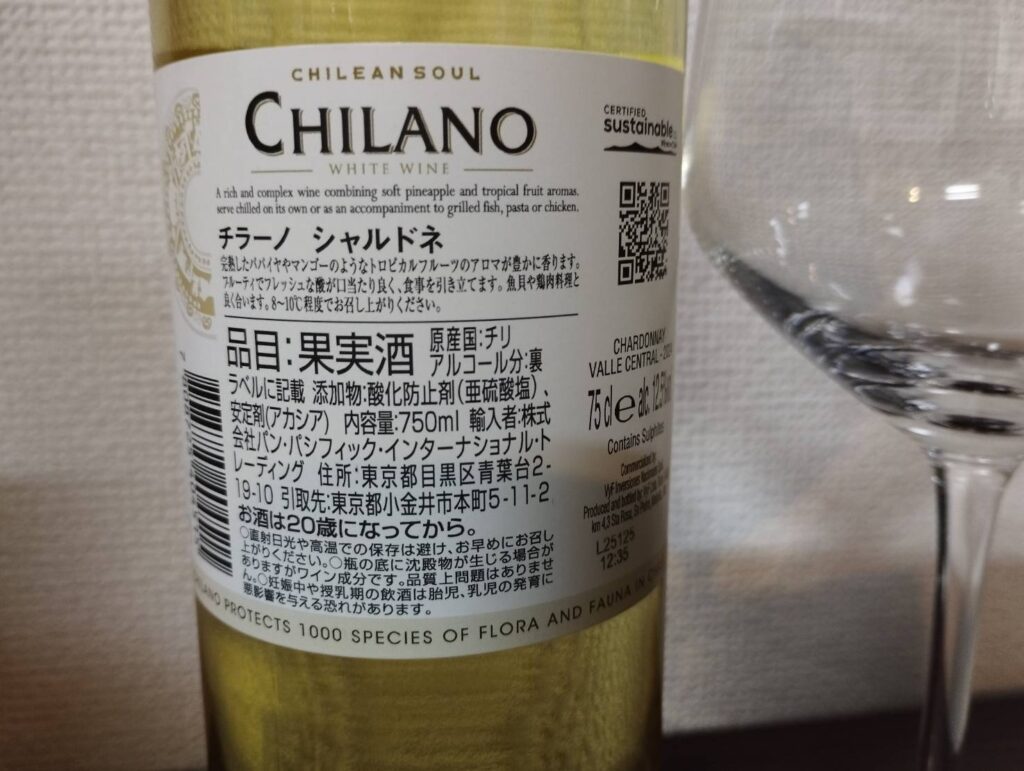 CHILEAN SOUL
CHILANO
WHITE WINE
A rich and complex wine combining soft pineapple and tropical fruit aromas.
serve chilled on its own or as an accompaniment to grilled fish, pasta or chicken.
チラーノ シャルドネ
完熟したパパイヤやマンゴーのようなトロピカルフルーツのアロマが豊かに香ります。
フルーティでフレッシュな酸が口当たり良く、食事を引き立てます。魚貝や鶏肉料理と
良く合います。8~10℃程度でお召し上がりください。
品目:果実酒 原産国:チリ
アルコール分:裏
ラベルに記載 添加物:酸化防止剤(亜硫酸塩)、
安定剤(アカシア) 内容量:750ml 輸入者:株式
会社パン・パシフィック・インターナショナル・ト
レーディング 住所:東京都目黒区青葉台2-
19-10 引取先:東京都小金井市本町5-11-2
お酒は20歳になってから。
○直射日光や高温での保存は避け、お早めにお召し
上がりください。○瓶の底に沈殿物が生じる場合が
ありますがワイン成分です。品質上問題はありませ
ん。○妊娠中や授乳期の飲酒は胎児、乳児の発育に
悪影響を与える恐れがあります。
PROTECTS 1000 SPECIES OF FLORA AND FAUNA IN
CERTIFIED
sustainable
CHARDONNAY
VALLE CENTRAL -
75 cl e alc. 12,5%
Contains Sulphites
Commercialized by
VyF Inversiones
Produced and bottled by
km 4,3 Sta Rosa,
L25125
12:35